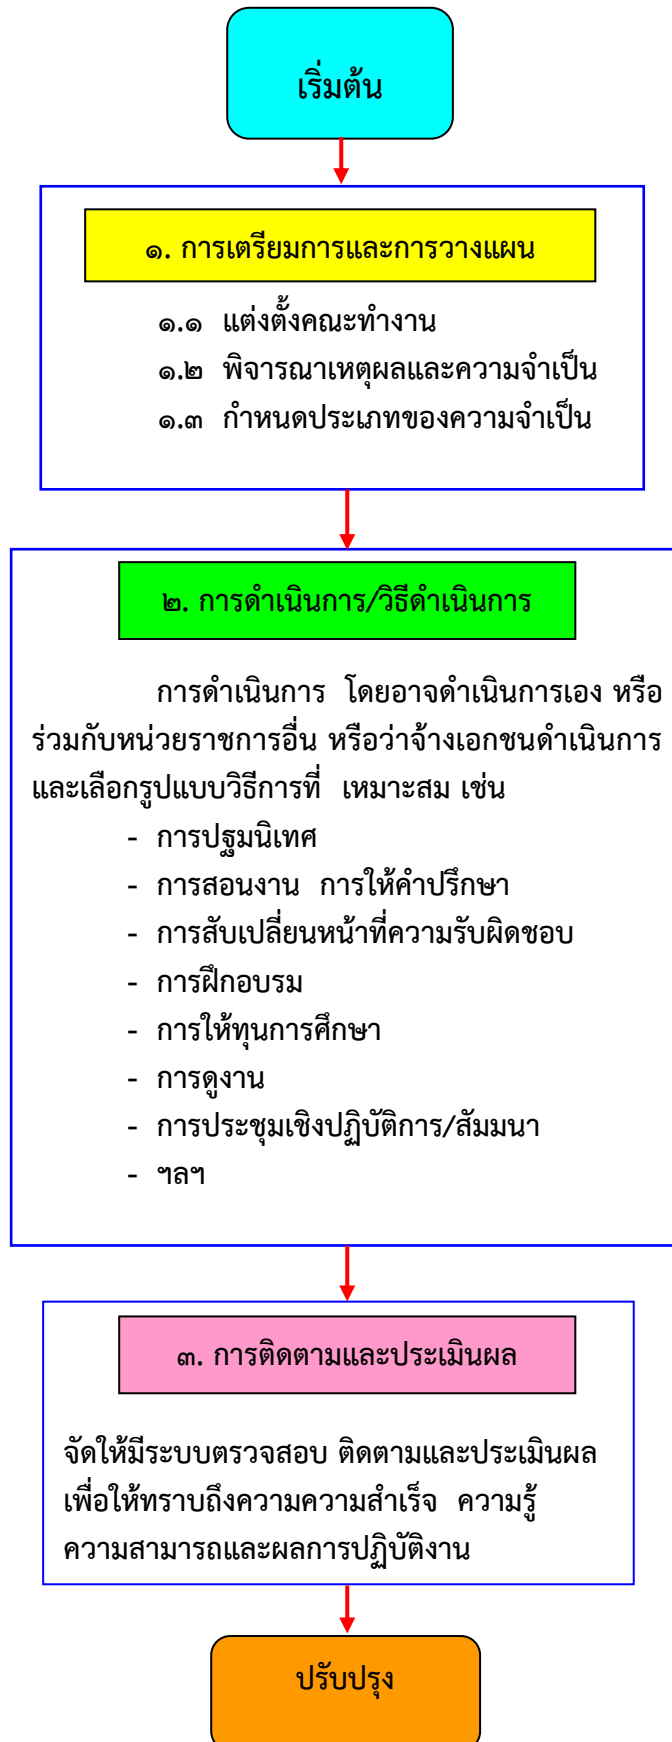 เริ่มต้น
๑. การเตรียมการและการวางแผน
๑.๑ แต่งตั้งคณะทำงาน
๑.๒ พิจารณาเหตุผลและความจำเป็น
๑.๓ กำหนดประเภทของความจำเป็น
๒. การดำเนินการ/วิธีดำเนินการ
การดำเนินการ โดยอาจดำเนินการเอง หรือ
ร่วมกับหน่วยราชการอื่น หรือว่าจ้างเอกชนดำเนินการ
และเลือกรูปแบบวิธีการที่ เหมาะสม เช่น
- การปฐมนิเทศ
- การสอนงาน การให้คำปรึกษา
- การสับเปลี่ยนหน้าที่ความรับผิดชอบ
- การฝึกอบรม
- การให้ทุนการศึกษา
- การดูงาน
- การประชุมเชิงปฏิบัติการ/สัมมนา
- ฯลฯ
๓. การติดตามและประเมินผล
จัดให้มีระบบตรวจสอบ ติดตามและประเมินผล
เพื่อให้ทราบถึงความความสำเร็จ ความรู้
ความสามารถและผลการปฏิบัติงาน
ปรับปรุง